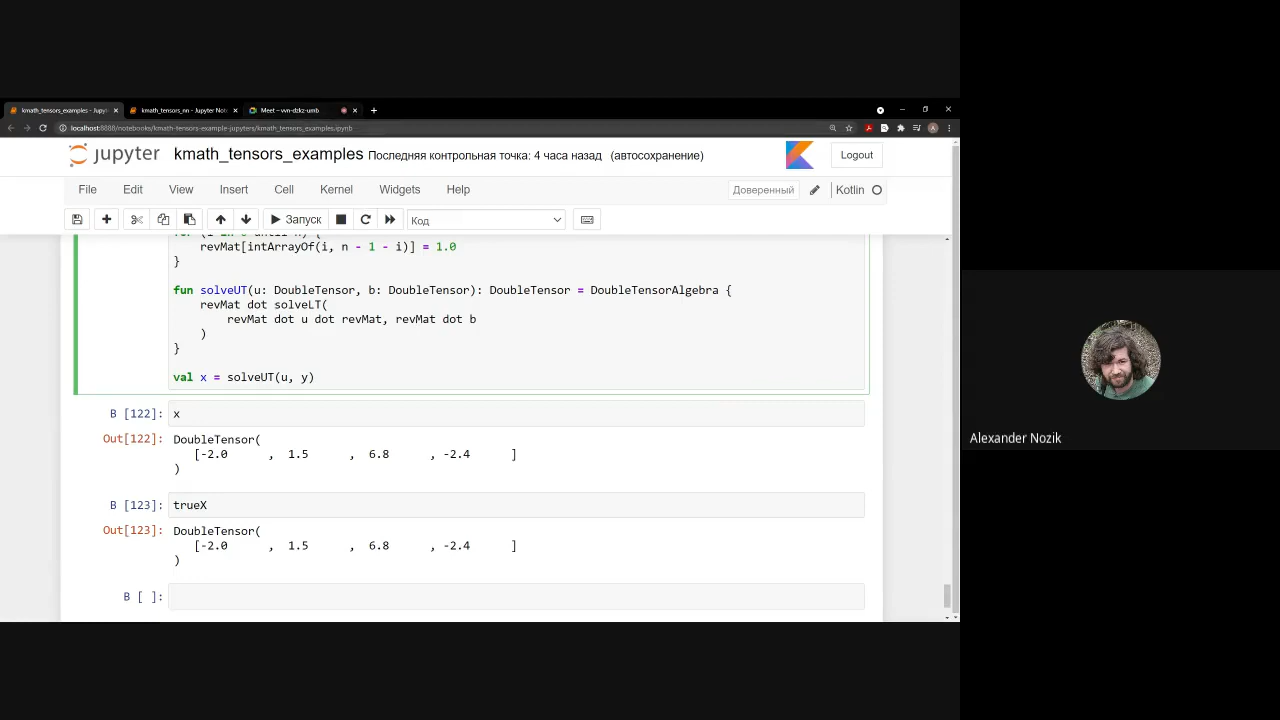 kmath_tensors_examples - Jupyt
kmath_tensors_nn - Jupyter Note
Meet – vvn-dzkz-umb
localhost:8888/notebooks/kmath-tensors-example-jupyters/kmath_tensors_examples.ipynb
jupyter kmath_tensors_examples Последняя контрольная точка: 4 часа назад (автосохранение)
Logout
File Edit View Insert Cell Kernel Widgets Help
Доверенный
Kotlin
Запуск
Код
revMat[intArrayOf(i, n - 1 - i)] = 1.0
}
fun solveUT(u: DoubleTensor, b: DoubleTensor): DoubleTensor = DoubleTensorAlgebra {
revMat dot solveLT(
revMat dot u dot revMat, revMat dot b
)
}
val x = solveUT(u, y)
B [122]: x
Out[122]: DoubleTensor(
[-2.0 , 1.5 , 6.8 , -2.4 ]
)
B [123]: trueX
Out[123]: DoubleTensor(
[-2.0 , 1.5 , 6.8 , -2.4 ]
)
B [ ]:
Alexander Nozik